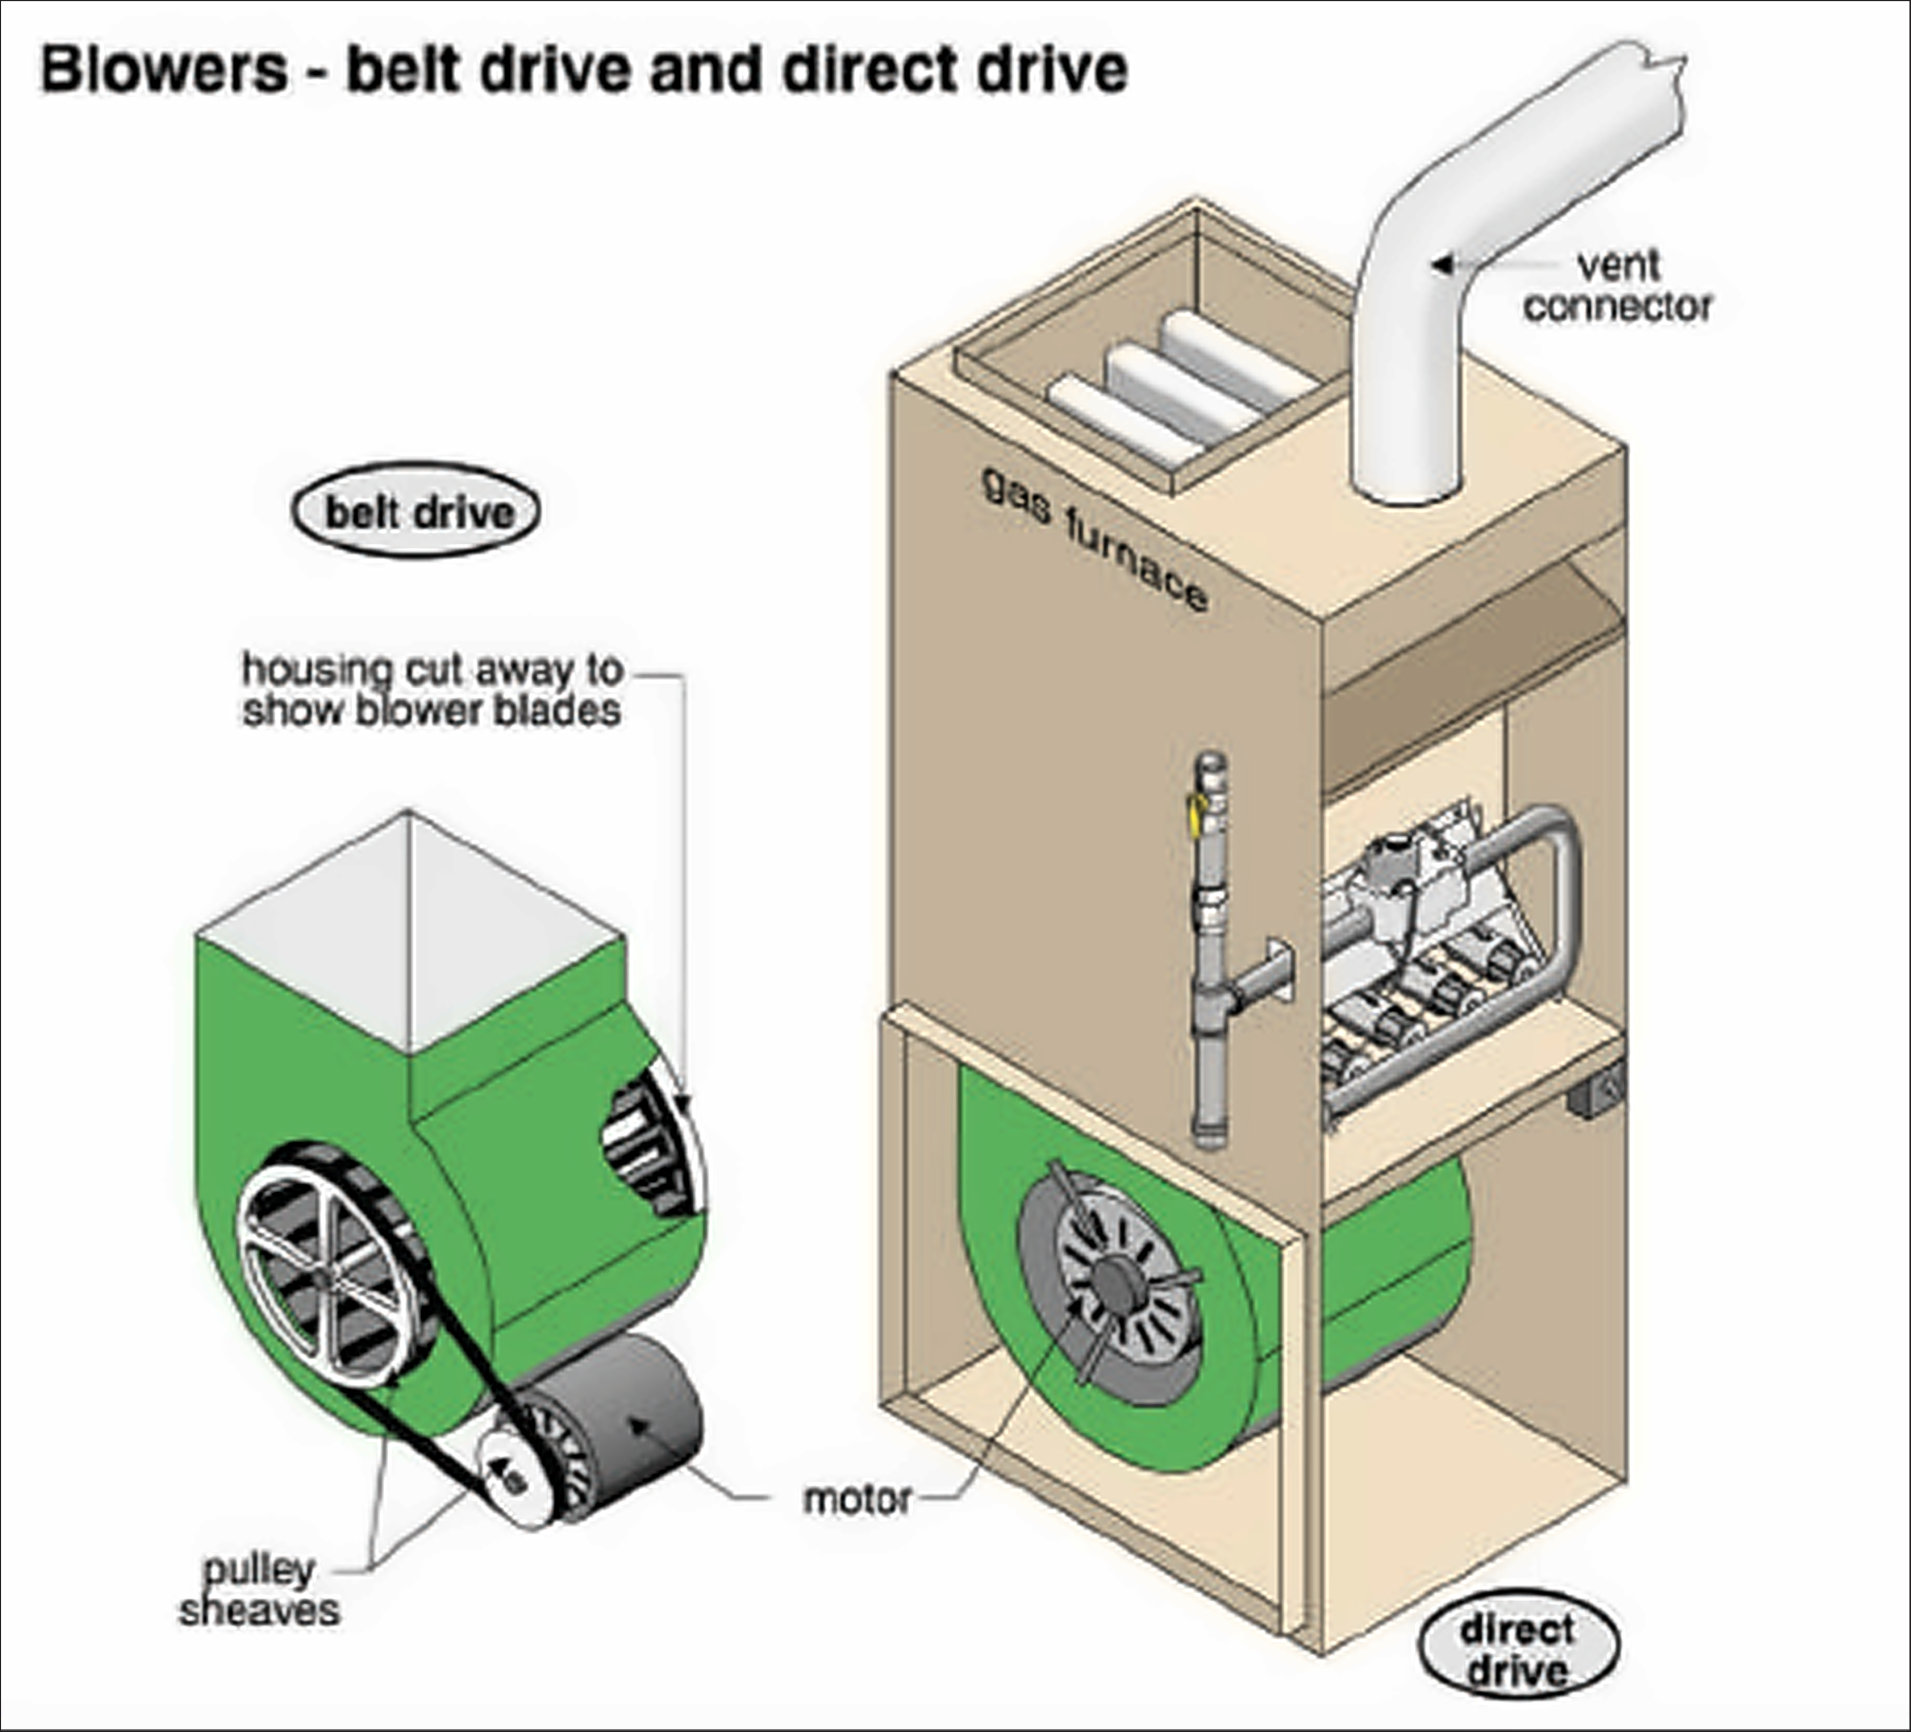 Blowers - belt drive and direct drive
vent
connector
gas furnace
belt drive
housing cut away to
show blower blades
motor
pulley
sheaves
direct
drive